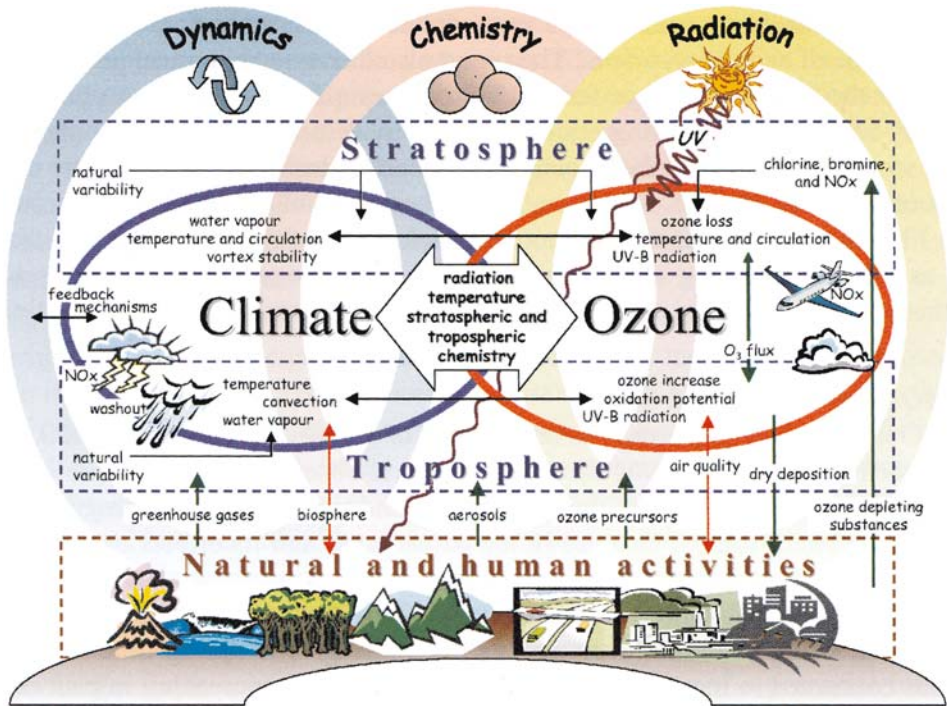 Dynamics
Chemistry
Radiation
UV
Stratosphere
natural
variability
chlorine, bromine,
and NOx
water vapour
temperature and circulation
vortex stability
ozone loss
temperature and circulation
UV-B radiation
feedback
mechanisms
Climate
radiation
temperature
stratospheric and
tropospheric
chemistry
Ozone
NOx
O₃ flux
NOx
washout
temperature
convection
water vapour
ozone increase
oxidation potential
UV-B radiation
natural
variability
Troposphere
air quality
dry deposition
greenhouse gases
biosphere
aerosols
ozone precursors
ozone depleting
substances
Natural and human activities